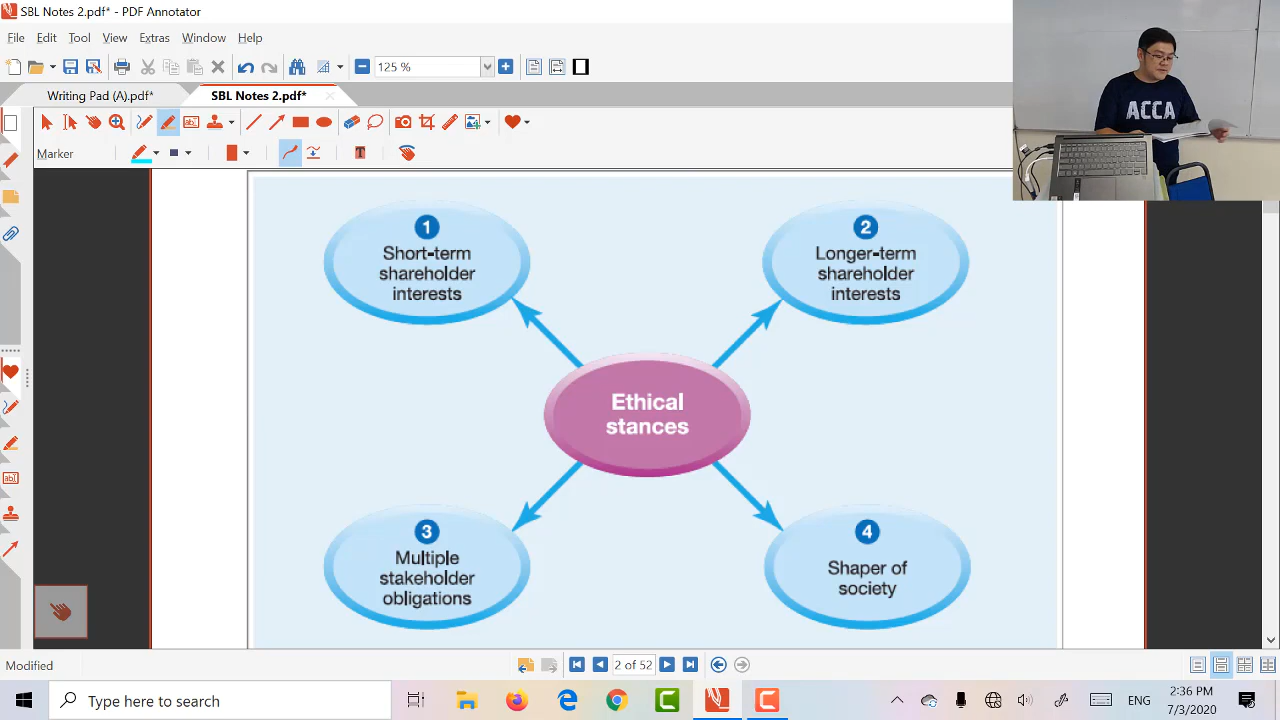 SBL Notes 2.pdf* - PDF Annotator
File Edit Tool View Extras Window Help
125 %
Writing Pad (A).pdf* SBL Notes 2.pdf*
Marker
ACCA
1
Short-term
shareholder
interests
2
Longer-term
shareholder
interests
Ethical
stances
3
Multiple
stakeholder
obligations
4
Shaper of
society
Modified
2 of 52
Type here to search
ENG
2:36 PM
7/3/2020